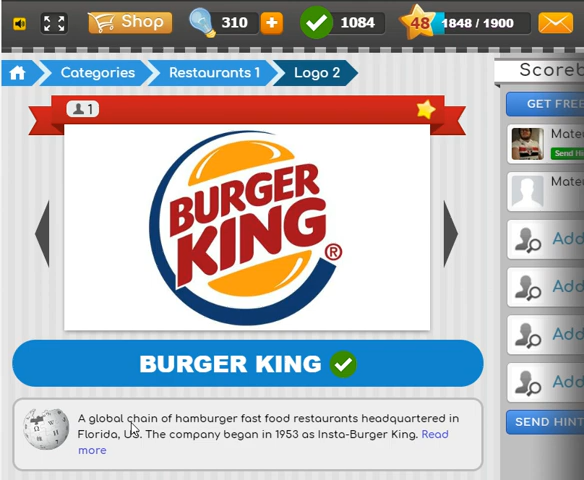 Shop
310
1084
48
1848 / 1900
Categories
Restaurants 1
Logo 2
1
BURGER
KING
®
BURGER KING
A global chain of hamburger fast food restaurants headquartered in
Florida, US. The company began in 1953 as Insta-Burger King. Read
more
Scoreb
GET FREE
Mate
Send Hi
Mate
Add
Add
Add
Add
SEND HINT